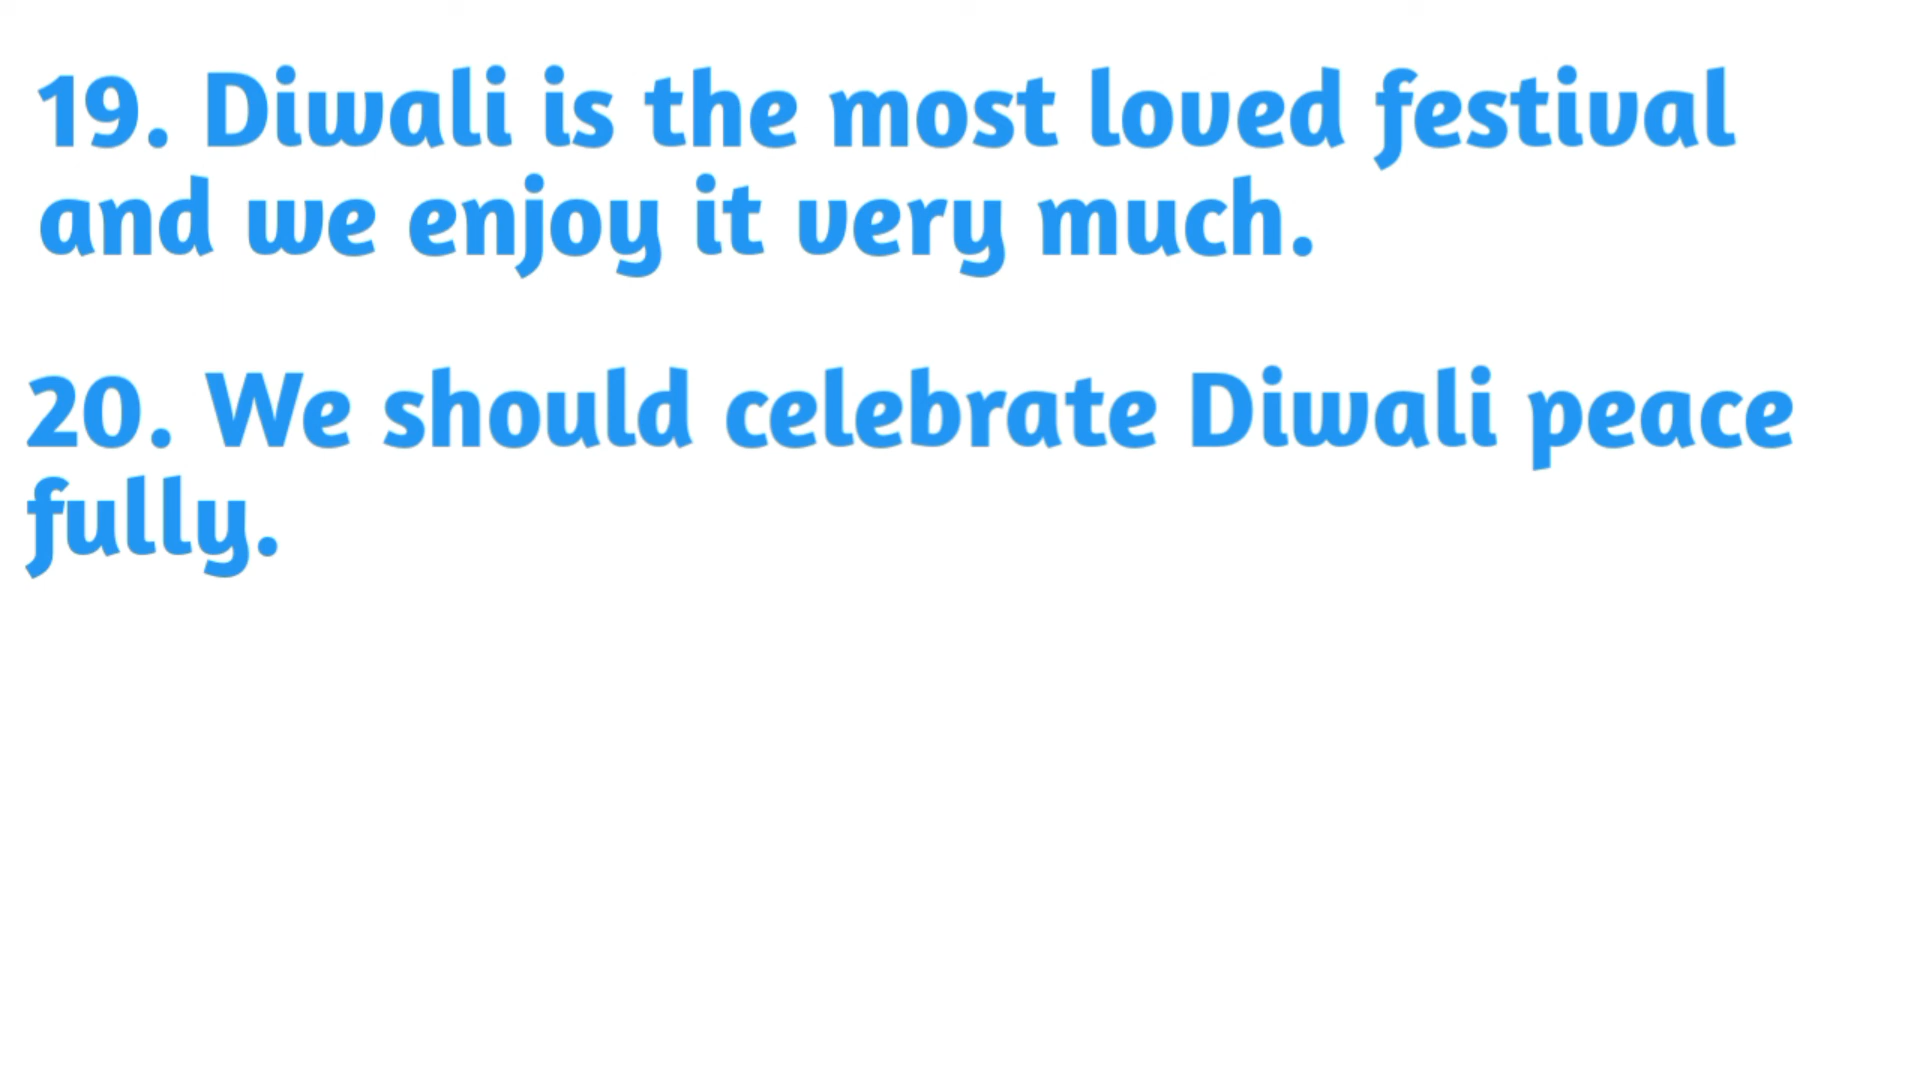 19. Diwali is the most loved festival
and we enjoy it very much.
20. We should celebrate Diwali peace
fully.